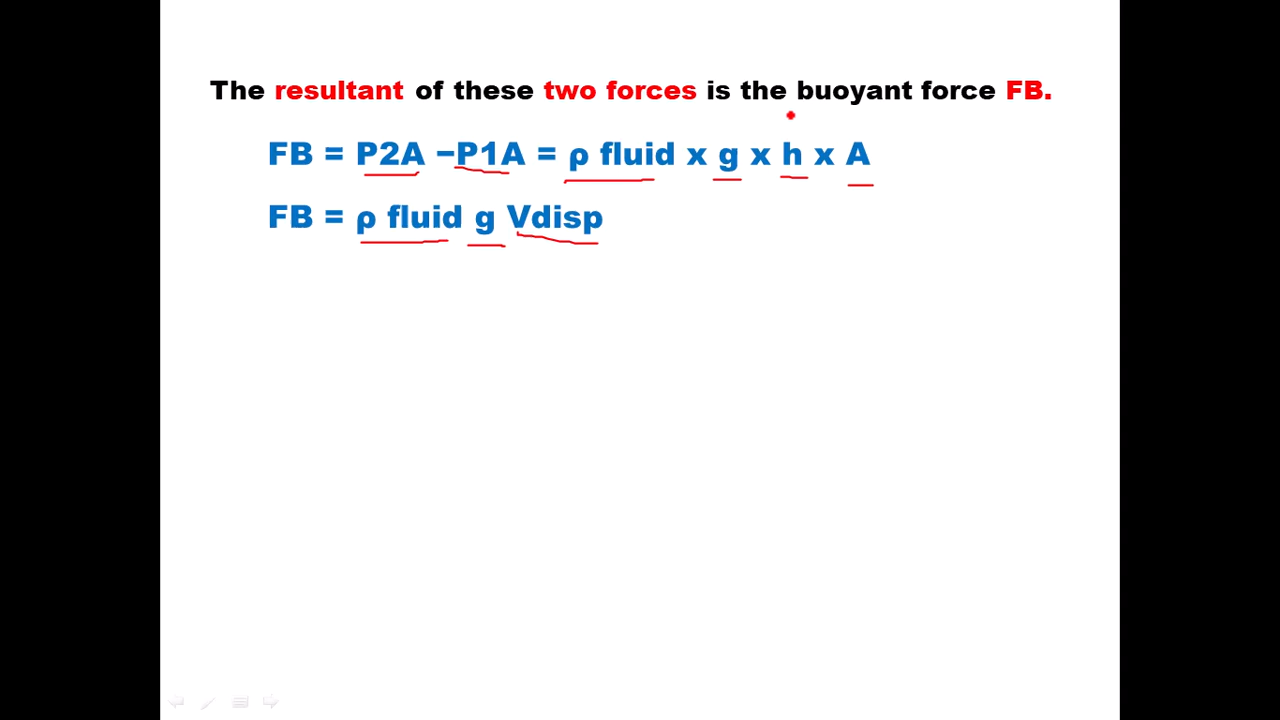 The resultant of these two forces is the buoyant force FB.
FB = P2A −P1A = ρ fluid x g x h x A
FB = ρ fluid g Vdisp